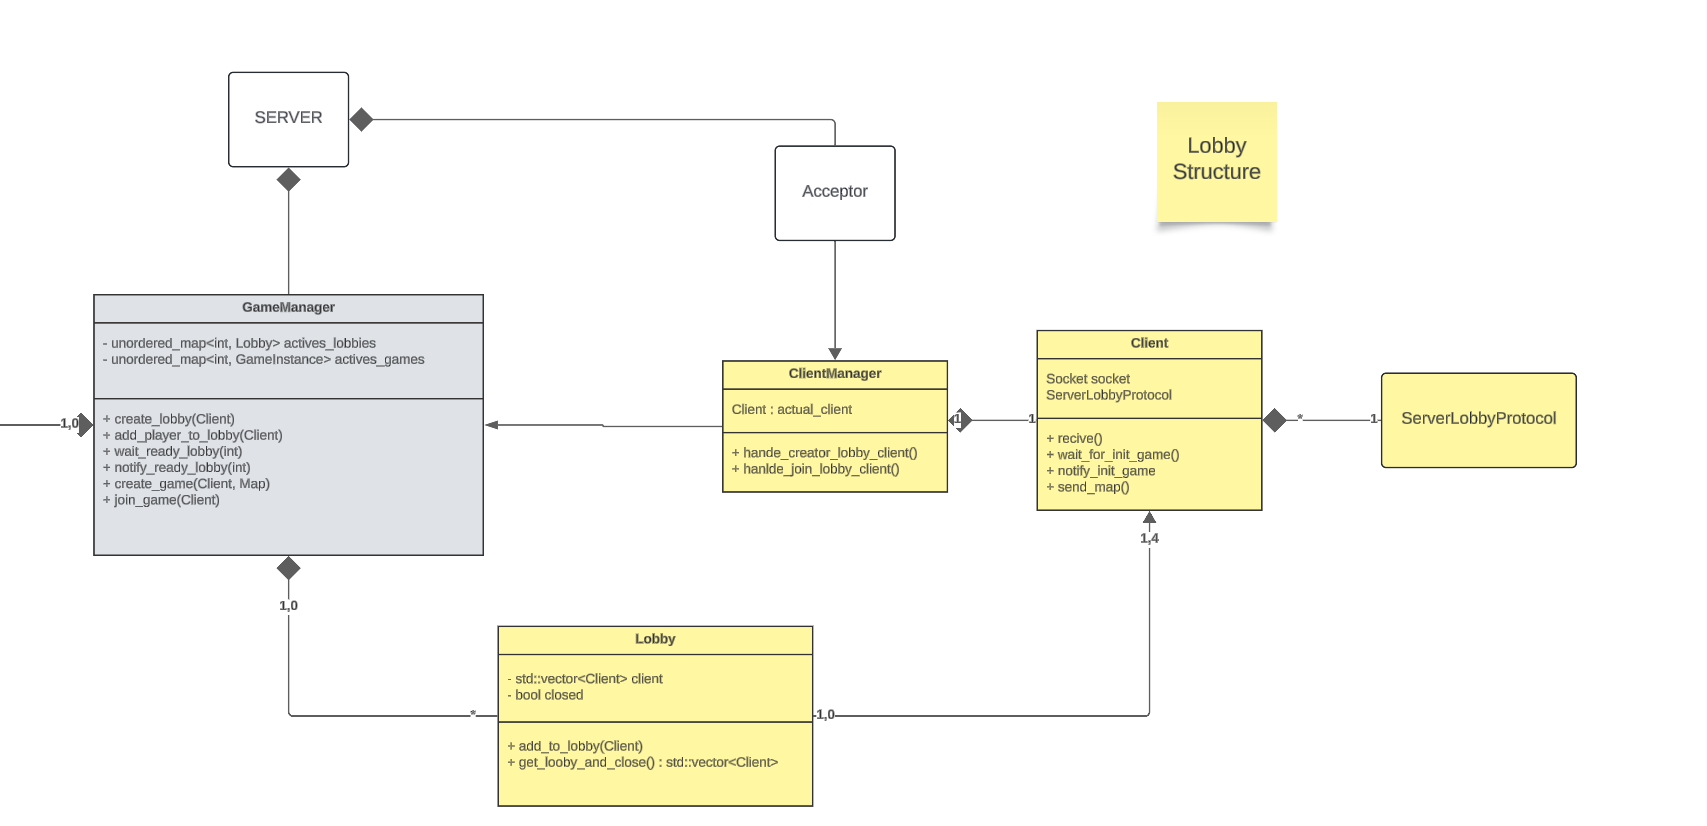 SERVER
Acceptor
Lobby
Structure
GameManager
- unordered_map<int, Lobby> actives_lobbies
- unordered_map<int, GameInstance> actives_games
+ create_lobby(Client)
+ add_player_to_lobby(Client)
+ wait_ready_lobby(int)
+ notify_ready_lobby(int)
+ create_game(Client, Map)
+ join_game(Client)
1,0
ClientManager
Client : actual_client
+ hande_creator_lobby_client()
+ hanlde_join_lobby_client()
1
1
Client
Socket socket
ServerLobbyProtocol
+ recive()
+ wait_for_init_game()
+ notify_init_game
+ send_map()
*
1
ServerLobbyProtocol
1,4
1,0
*
Lobby
- std::vector<Client> client
- bool closed
+ add_to_lobby(Client)
+ get_looby_and_close() : std::vector<Client>
1,0